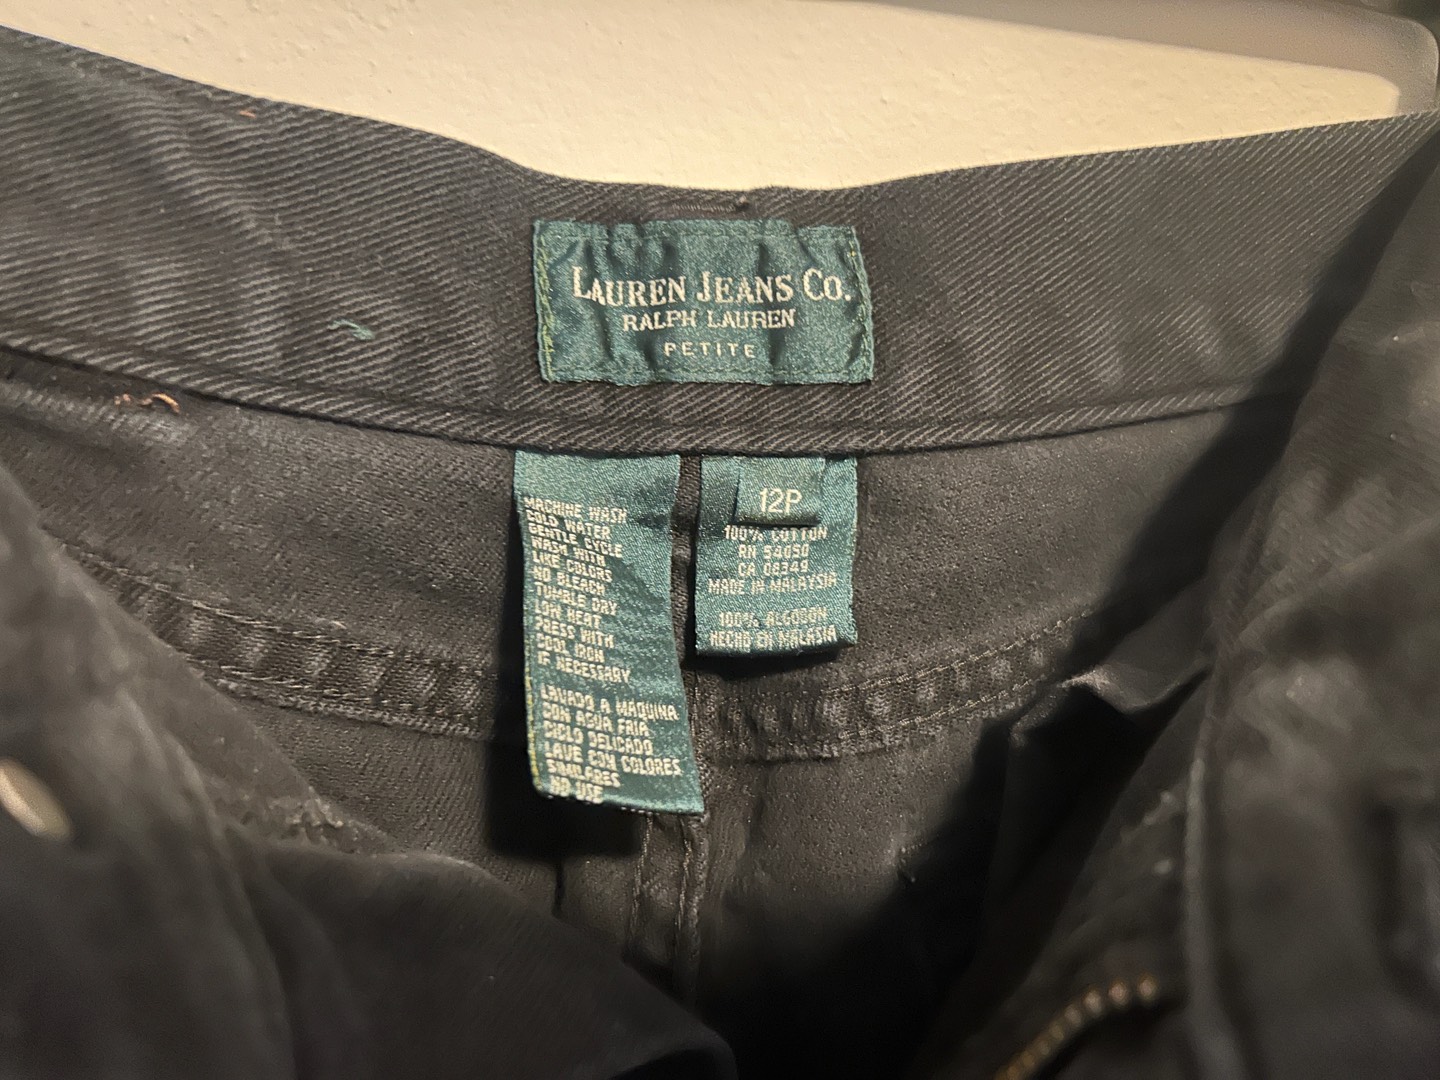 LAUREN JEANS CO.
RALPH LAUREN
PETITE
MACHINE WASH
COLD WATER
GENTLE CYCLE
WASH WITH
LIKE COLORS
NO BLEACH
TUMBLE DRY
LOW HEAT
PRESS WITH
COOL IRON
IF NECESSARY
LAVADO A MAQUINA
CON AGUA FRIA
CICLO DELICADO
LAVE CON COLORES
SIMILARES
NO USE
12P
100% COTTON
RN 54050
CA 08349
MADE IN MALAYSIA
100% ALGODON
HECHO EN MALASIA